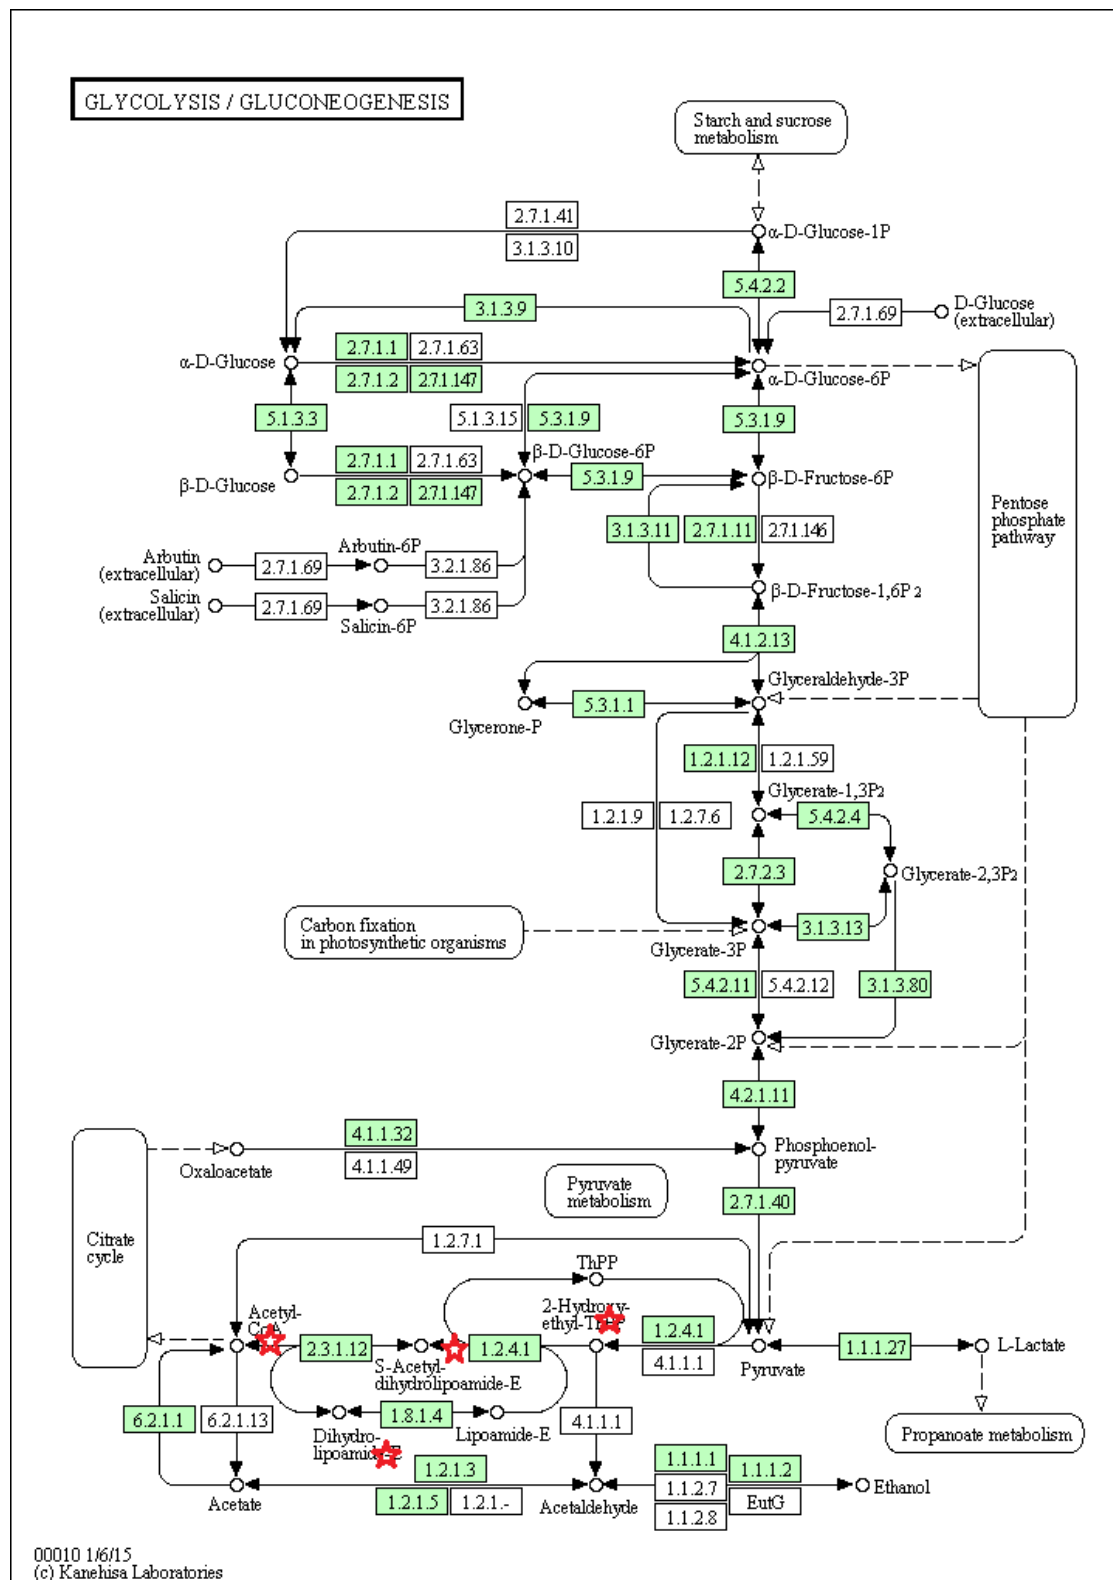 GLYCOLYSIS / GLUCONEOGENESIS
Starch and sucrose
metabolism
2.7.1.41
3.1.3.10
α-D-Glucose-1P
5.4.2.2
3.1.3.9
2.7.1.69
D-Glucose
(extracellular)
α-D-Glucose
2.7.1.1
2.7.1.63
2.7.1.2
2.7.1.147
α-D-Glucose-6P
5.1.3.3
5.1.3.15
5.3.1.9
5.3.1.9
β-D-Glucose
2.7.1.1
2.7.1.63
2.7.1.2
2.7.1.147
β-D-Glucose-6P
5.3.1.9
β-D-Fructose-6P
Pentose
phosphate
pathway
3.1.3.11
2.7.1.11
2.7.1.146
Arbutin
(extracellular)
2.7.1.69
Arbutin-6P
3.2.1.86
β-D-Fructose-1,6P2
Salicin
(extracellular)
2.7.1.69
Salicin-6P
3.2.1.86
4.1.2.13
Glyceraldehyde-3P
Glycerone-P
5.3.1.1
1.2.1.12
1.2.1.59
Glycerate-1,3P2
1.2.1.9
1.2.7.6
5.4.2.4
2.7.2.3
Glycerate-2,3P2
Carbon fixation
in photosynthetic organisms
3.1.3.13
Glycerate-3P
5.4.2.11
5.4.2.12
3.1.3.80
Glycerate-2P
4.2.1.11
4.1.1.32
4.1.1.49
Oxaloacetate
Phosphoenol-
pyruvate
Pyruvate
metabolism
2.7.1.40
Citrate
cycle
1.2.7.1
ThPP
Acetyl-
CoA
2-Hydroxy-
ethyl-ThPP
2.3.1.12
1.2.4.1
1.2.4.1
4.1.1.1
S-Acetyl-
dihydrolipoamide-E
Pyruvate
1.1.1.27
L-Lactate
6.2.1.1
6.2.1.13
1.8.1.4
Dihydro-
lipoamide-E
Lipoamide-E
4.1.1.1
Propanoate metabolism
1.2.1.3
1.2.1.5
1.2.1.-
Acetate
Acetaldehyde
1.1.1.1
1.1.1.2
1.1.2.7
EutG
1.1.2.8
Ethanol
00010 1/6/15
(c) Kanehisa Laboratories